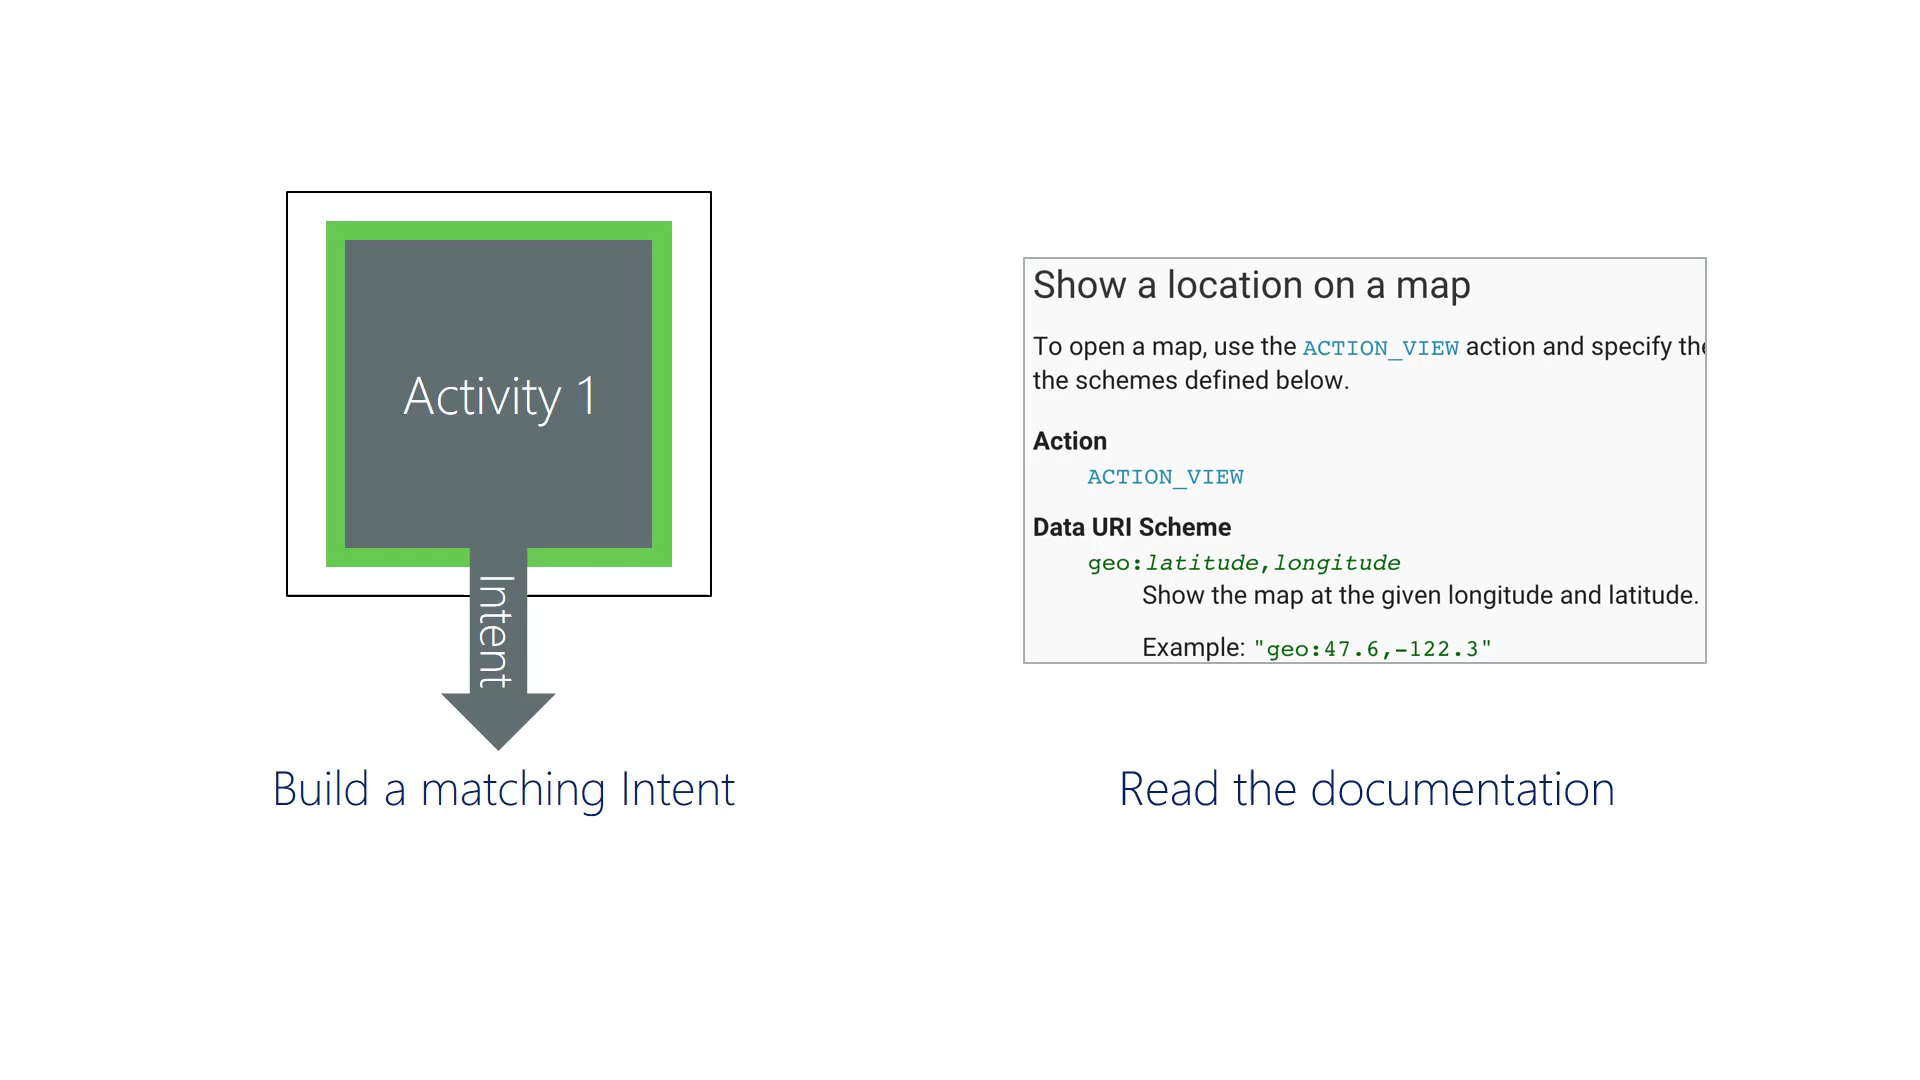 Activity 1
Intent
Build a matching Intent
Show a location on a map
To open a map, use the ACTION_VIEW action and specify
the schemes defined below.
Action
ACTION_VIEW
Data URI Scheme
geo:latitude,longitude
Show the map at the given longitude and latitude.
Example: "geo:47.6,-122.3"
Read the documentation